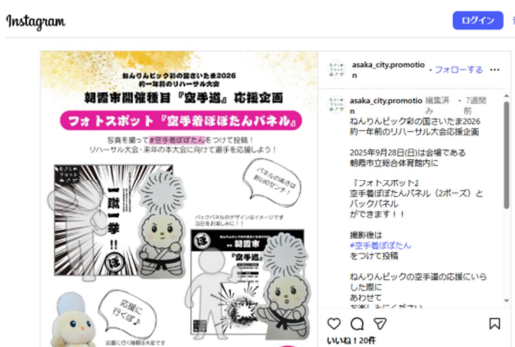 Instagram
ログイン
ねんりんピック彩の国さいたま2026
約一年前のリハーサル大会
朝霞市開催種目『空手道』応援企画
フォトスポット『空手着ぽぽたんパネル』
写真を撮って#空手着ぽぽたんをつけて投稿！
リハーサル大会・来年の本大会に向けて選手を応援しよう！
パネルの高さは
約180センチ！
一蹴一拳!!
ぽ
バックパネルのデザインはイメージです
当日をお楽しみに！！
ぽ
朝霞市
『空手道』
応援に
行くぽ♪
asaka_city.promotio
n
・フォローする
asaka_city.promotio
n
編集済み・7週間前
ねんりんピック彩の国さいたま2026
約一年前のリハーサル大会応援企画
2025年9月28日(日)は会場である
朝霞市立総合体育館内に
『フォトスポット』
空手着ぽぽたんパネル（2ポーズ）と
バックパネル
ができます！！
撮影後は
#空手着ぽぽたん
をつけて投稿
ねんりんピックの空手道の応援にいら
した際に
あわせて
いいね！20件